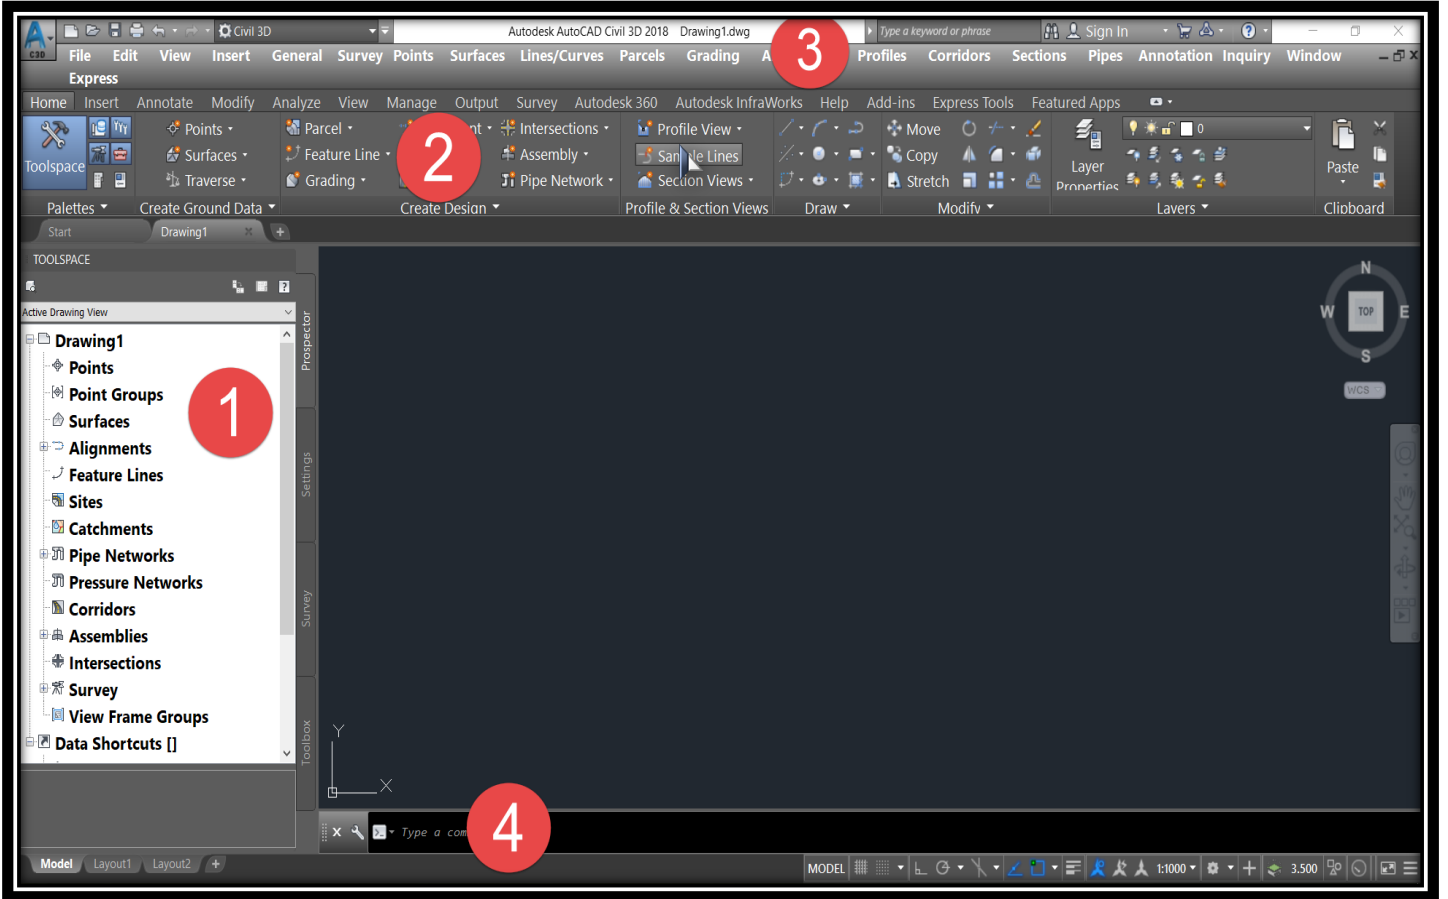 C3D
Civil 3D
Autodesk AutoCAD Civil 3D 2018 Drawing1.dwg
Type a keyword or phrase
Sign In
File Edit View Insert General Survey Points Surfaces Lines/Curves Parcels Grading 3 Profiles Corridors Sections Pipes Annotation Inquiry Window
Express
Home Insert Annotate Modify Analyze View Manage Output Survey Autodesk 360 Autodesk InfraWorks Help Add-ins Express Tools Featured Apps
Toolspace
Points
Surfaces
Traverse
Parcel
Feature Line
Grading
2
Intersections
Assembly
Pipe Network
Profile View
Sample Lines
Section Views
Move
Copy
Stretch
Layer
Properties
0
Paste
Palettes Create Ground Data Create Design Profile & Section Views Draw Modify Layers Clipboard
Start Drawing1
TOOLSPACE
Active Drawing View
Drawing1
Points
Point Groups
Surfaces
Alignments
Feature Lines
Sites
Catchments
Pipe Networks
Pressure Networks
Corridors
Assemblies
Intersections
Survey
View Frame Groups
Data Shortcuts []
1
Prospector
Settings
Survey
Toolbox
N
W TOP E
S
WCS
Y
X
Type a
4
Model Layout1 Layout2
MODEL 1:1000 3.500